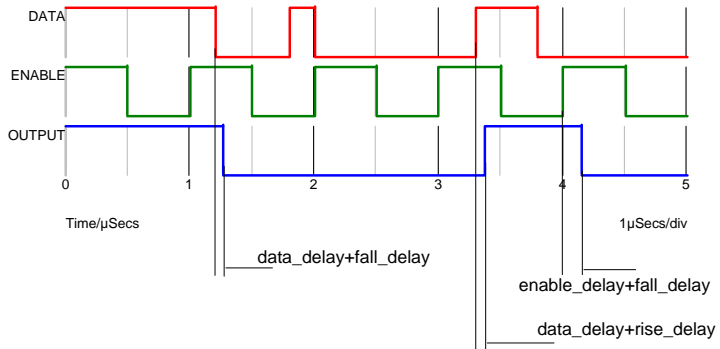 DATA
ENABLE
OUTPUT
0 1 2 3 4 5
Time/µSecs 1µSecs/div
data_delay+fall_delay
enable_delay+fall_delay
data_delay+rise_delay